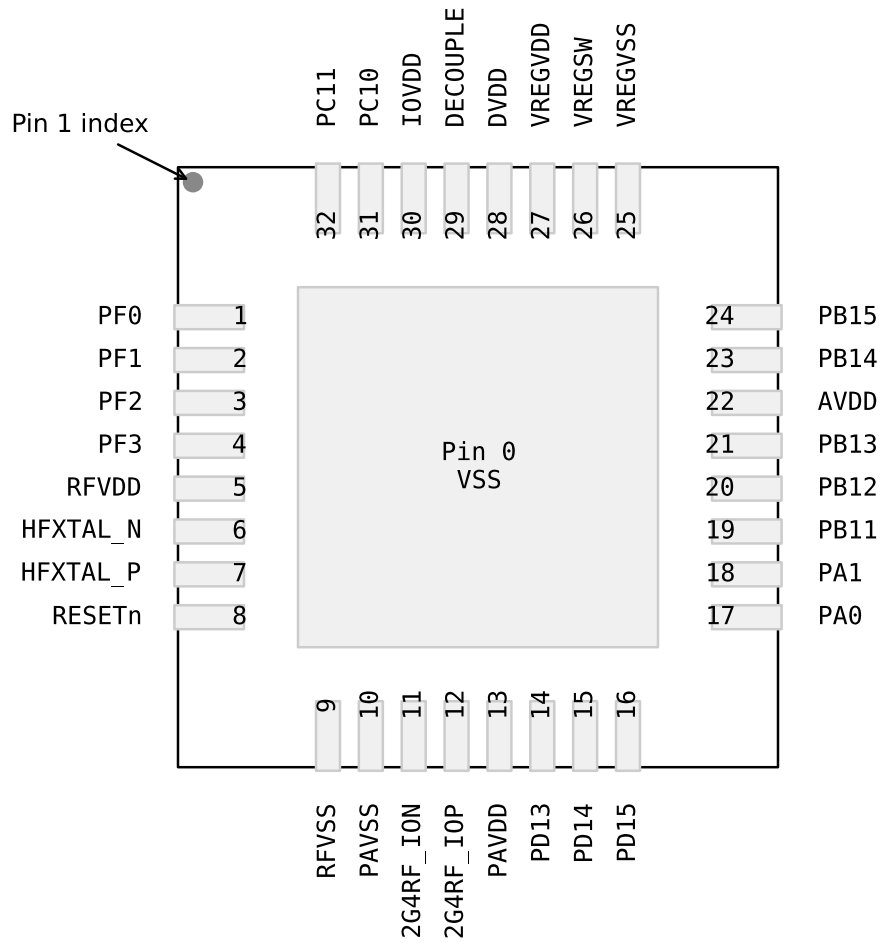 PC11
PC10
IOVDD
DECOUPLE
DVDD
VREGVDD
VREGSW
VREGVSS
Pin 1 index
32
31
30
29
28
27
26
25
PF0 1
PF1 2
PF2 3
PF3 4
RFVDD 5
HFXTAL_N 6
HFXTAL_P 7
RESETn 8
Pin 0
VSS
24 PB15
23 PB14
22 AVDD
21 PB13
20 PB12
19 PB11
18 PA1
17 PA0
9
10
11
12
13
14
15
16
RFVSS
PAVSS
2G4RF_ION
2G4RF_IOP
PAVDD
PD13
PD14
PD15